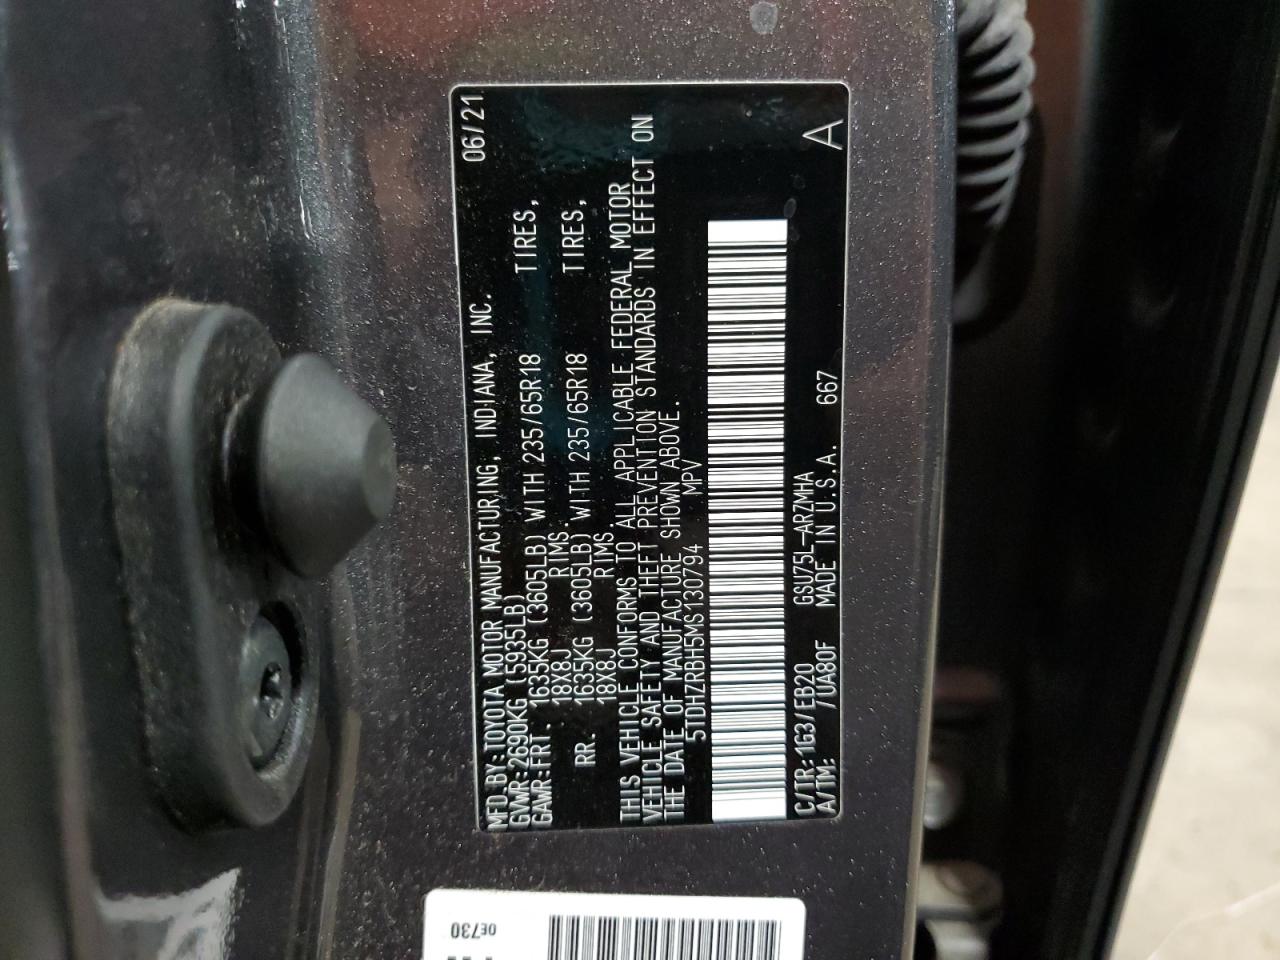 MFD.BY:TOYOTA MOTOR MANUFACTURING, INDIANA, INC. 06/21
GVWR:2690KG (5935LB)
GAWR:FRT. 1635KG (3605LB) WITH 235/65R18 TIRES,
18X8J RIMS.
RR. 1635KG (3605LB) WITH 235/65R18 TIRES,
18X8J RIMS.
THIS VEHICLE CONFORMS TO ALL APPLICABLE FEDERAL MOTOR
VEHICLE SAFETY AND THEFT PREVENTION STANDARDS IN EFFECT ON
THE DATE OF MANUFACTURE SHOWN ABOVE.
5TDHZRBH5MS130794 MPV
C/TR:1G3/EB20 GSU75L-ARZMHA
A/TM: /UA80F MADE IN U.S.A. 667 A
0E730